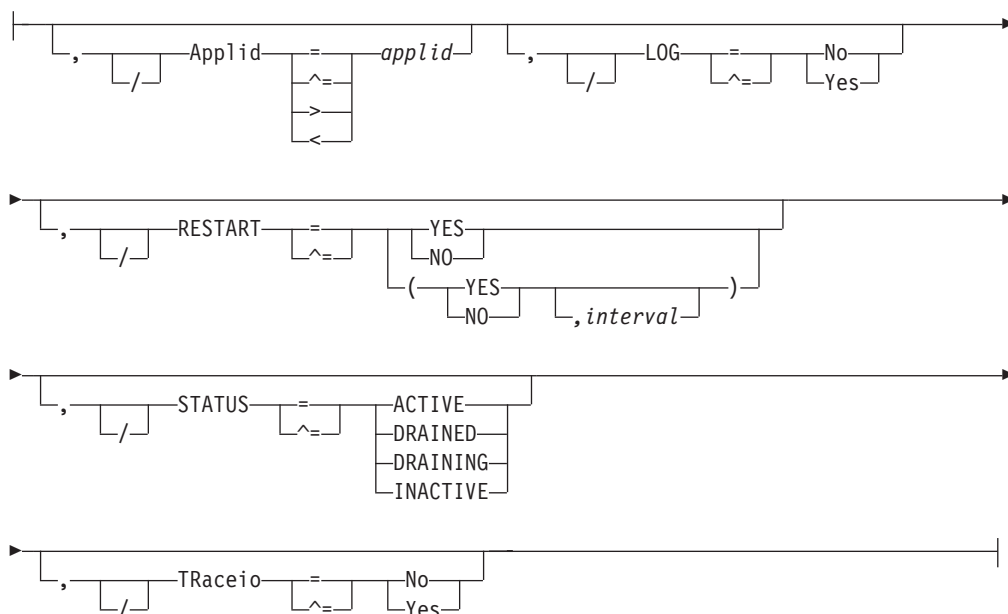 , / Applid = applid , / LOG = No
^= ^= Yes
>
<
, / RESTART = YES
^= NO
( YES )
NO ,interval
, / STATUS = ACTIVE
^= DRAINED
DRAINING
INACTIVE
, / TRaceio = No
^= Yes